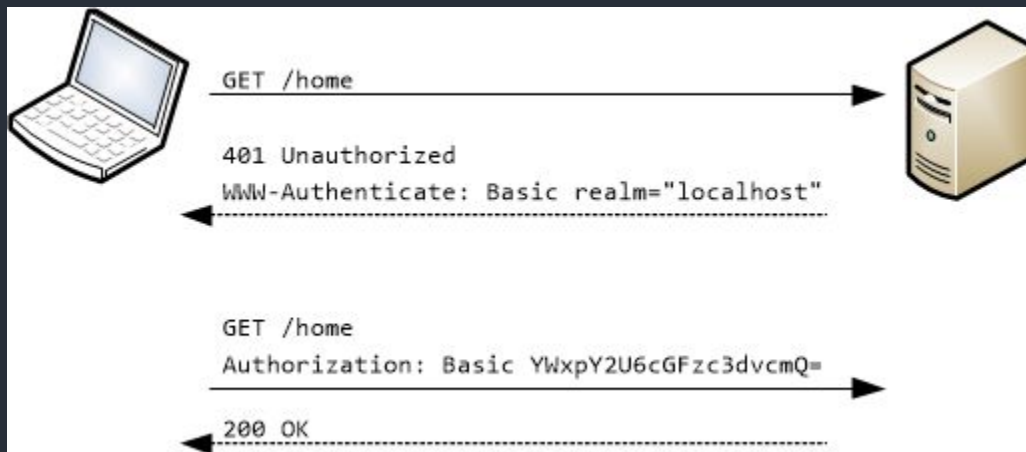 GET /home
401 Unauthorized
WWW-Authenticate: Basic realm="localhost"
GET /home
Authorization: Basic YWxpY2U6cGFzc3dvcmQ=
200 OK